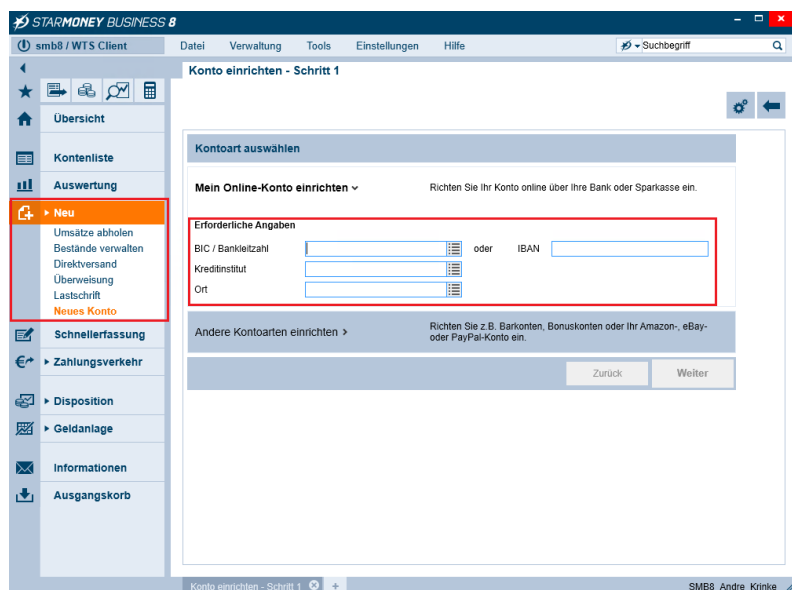 STARMONEY BUSINESS 8
smb8 / WTS Client
Datei Verwaltung Tools Einstellungen Hilfe
Suchbegriff
Konto einrichten - Schritt 1
Übersicht
Kontenliste
Auswertung
Neu
Umsätze abholen
Bestände verwalten
Direktversand
Überweisung
Lastschrift
Neues Konto
Schnellerfassung
Zahlungsverkehr
Disposition
Geldanlage
Informationen
Ausgangskorb
Kontoart auswählen
Mein Online-Konto einrichten
Richten Sie Ihr Konto online über Ihre Bank oder Sparkasse ein.
Erforderliche Angaben
BIC / Bankleitzahl oder IBAN
Kreditinstitut
Ort
Andere Kontoarten einrichten
Richten Sie z.B. Barkonten, Bonuskonten oder Ihr Amazon-, eBay-
oder PayPal-Konto ein.
Zurück Weiter
Konto einrichten - Schritt 1
SMB8 Andre Krinke